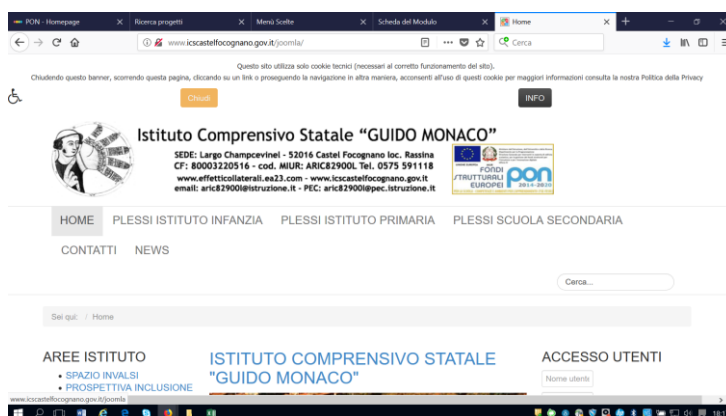 PON - Homepage
Ricerca progetti
Menù Scelte
Scheda del Modulo
Home
www.icscastelfocognano.gov.it/joomla/
Cerca
Questo sito utilizza solo cookie tecnici (necessari al corretto funzionamento del sito).
Chiudendo questo banner, scorrendo questa pagina, cliccando su un link o proseguendo la navigazione in altra maniera, acconsenti all'uso di questi cookie per maggiori informazioni consulta la nostra Politica della Privacy
Chiudi
INFO
Istituto Comprensivo Statale "GUIDO MONACO"
SEDE: Largo Champcevinel - 52016 Castel Focognano loc. Rassina
CF: 80003220516 - cod. MIUR: ARIC82900L Tel. 0575 591118
www.effetticollaterali.ea23.com - www.icscastelfocognano.gov.it
email: aric82900l@istruzione.it - PEC: aric82900l@pec.istruzione.it
FONDI
STRUTTURALI
EUROPEI
pon
2014-2020
HOME
PLESSI ISTITUTO INFANZIA
PLESSI ISTITUTO PRIMARIA
PLESSI SCUOLA SECONDARIA
CONTATTI
NEWS
Cerca...
Sei qui: / Home
AREE ISTITUTO
SPAZIO INVALSI
PROSPETTIVA INCLUSIONE
ISTITUTO COMPRENSIVO STATALE
"GUIDO MONACO"
ACCESSO UTENTI
Nome utente
www.icscastelfocognano.gov.it/joomla